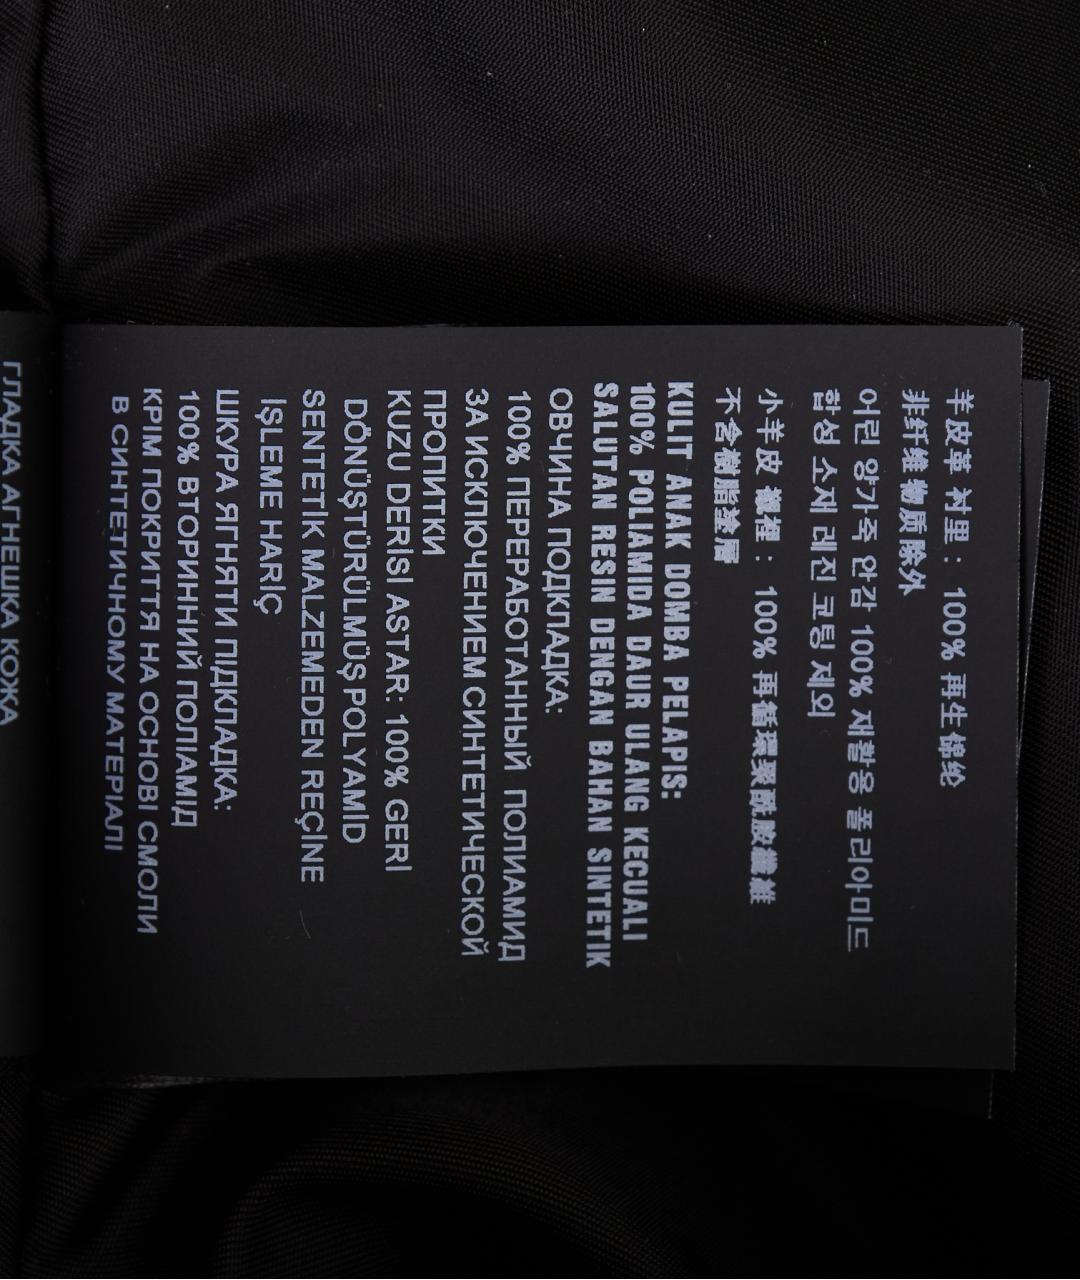 羊皮革 衬里： 100% 再生锦纶
非纤维物质除外
어린 양가죽 안감 100% 재활용 폴리아미드
합성 소재 레진 코팅 제외
小羊皮 襯裡： 100% 再循環聚酰胺纖維
不含樹脂塗層
KULIT ANAK DOMBA PELAPS:
100% POLIAMIDA DAUR ULANG KECUALI
SALUTAN RESIN DENGAN BAHAN SINTETIK
ОВЧИНА ПОДКЛАДКА:
100% ПЕРЕРАБОТАННЫЙ ПОЛИАМИД
ЗА ИСКЛЮЧЕНИЕМ СИНТЕТИЧЕСКОЙ
ПРОПИТКИ
KUZU DERİSİ ASTAR: 100% GERİ
DÖNÜŞTÜRÜLMÜŞ POLYAMİD
SENTETİK MALZEMEDEN REÇİNE
İŞLEME HARİÇ
ШКУРА ЯГНЯТИ ПІДКЛАДКА:
100% ВТОРИННИЙ ПОЛІАМІД
КРІМ ПОКРИТТЯ НА ОСНОВІ СМОЛИ
В СИНТЕТИЧНОМУ МАТЕРІАЛІ
ГЛАДКА АГНЕШКА КОЖА